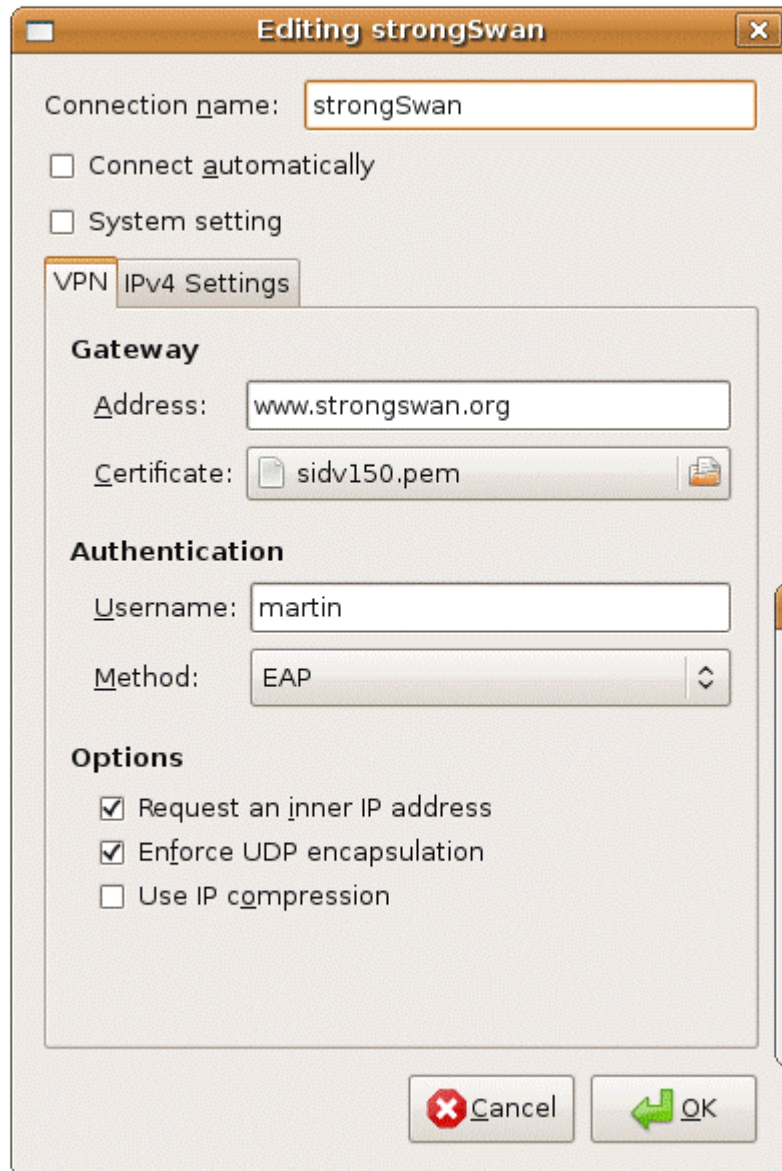 Editing strongSwan
Connection name: strongSwan
Connect automatically
System setting
VPN IPv4 Settings
Gateway
Address: www.strongswan.org
Certificate: sidv150.pem
Authentication
Username: martin
Method: EAP
Options
Request an inner IP address
Enforce UDP encapsulation
Use IP compression
Cancel OK